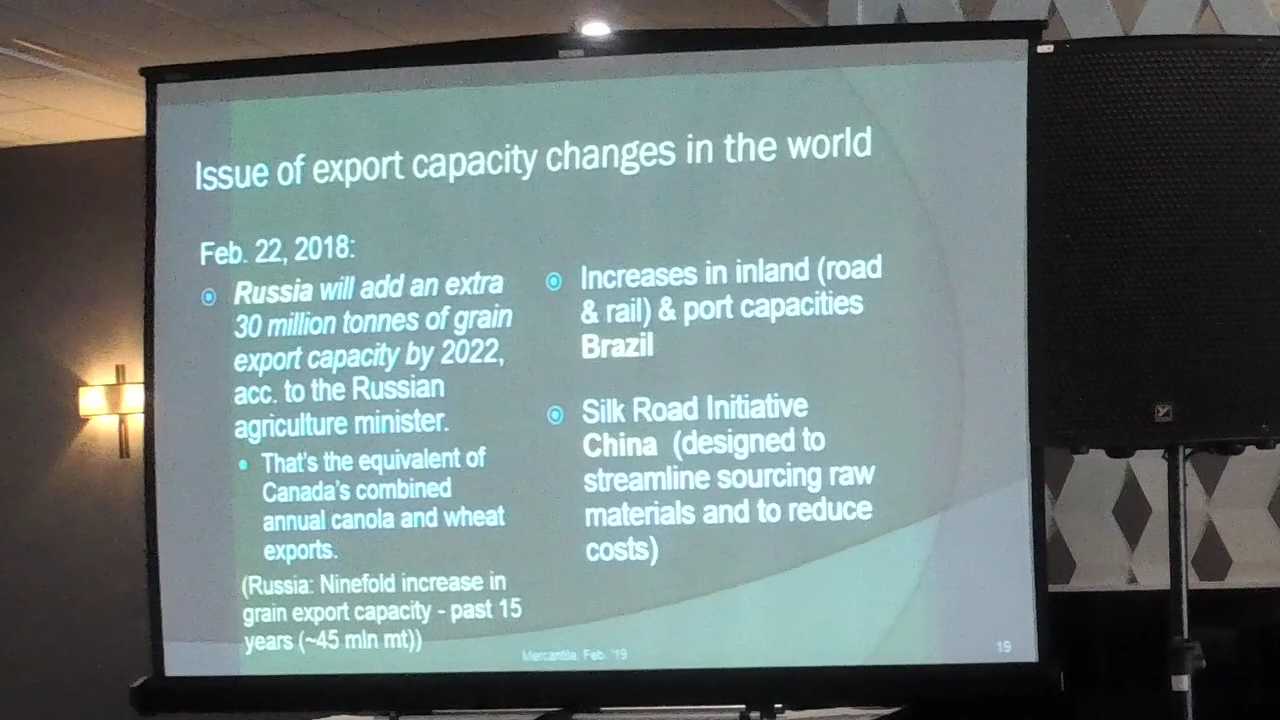 Issue of export capacity changes in the world
Feb. 22, 2018:
Russia will add an extra
30 million tonnes of grain
export capacity by 2022,
acc. to the Russian
agriculture minister.
That's the equivalent of
Canada's combined
annual canola and wheat
exports.
(Russia: Ninefold increase in
grain export capacity - past 15
years (~45 mln mt))
Increases in inland (road
& rail) & port capacities
Brazil
Silk Road Initiative
China (designed to
streamline sourcing raw
materials and to reduce
costs)
Mercantile, Feb. '19
19